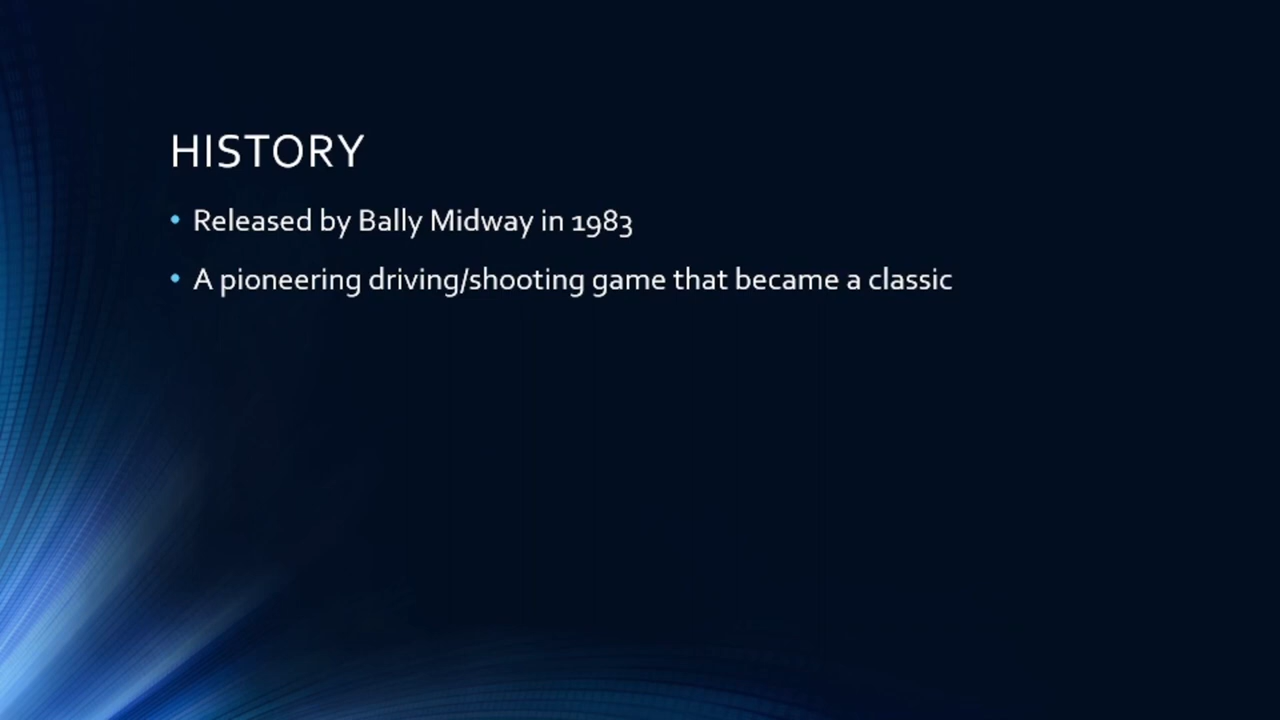 HISTORY
• Released by Bally Midway in 1983
• A pioneering driving/shooting game that became a classic